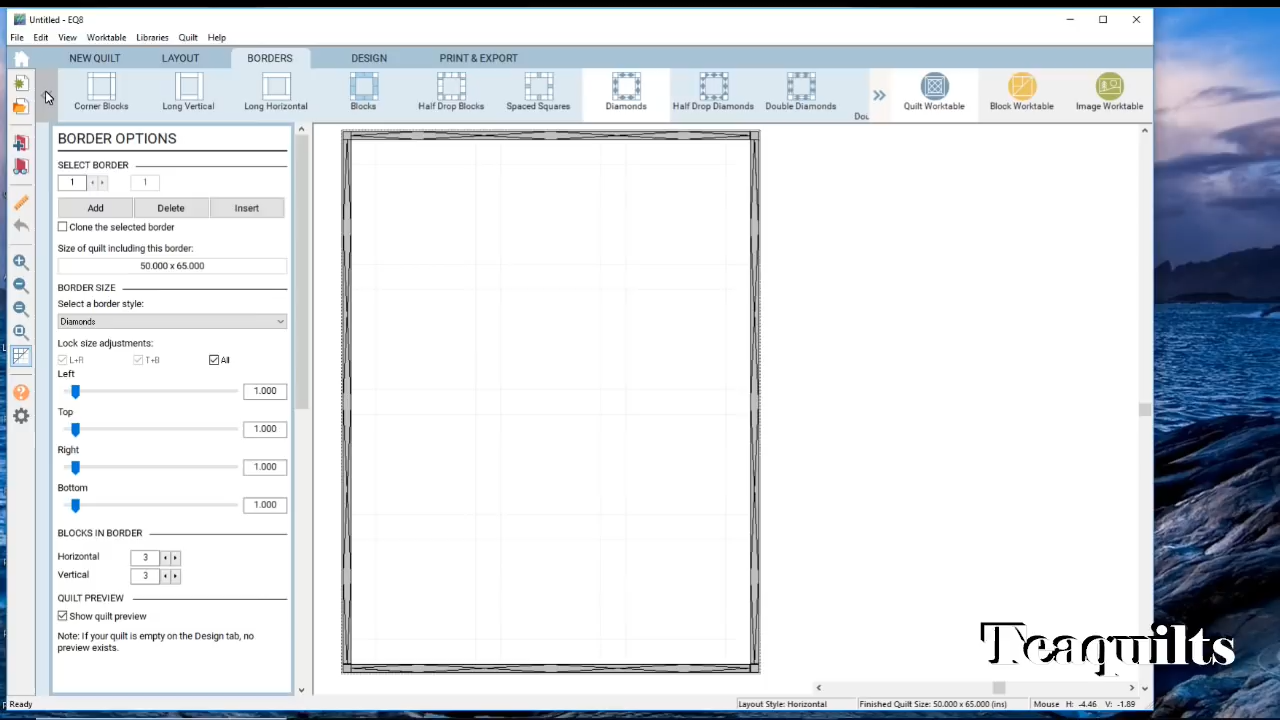 Untitled - EQ8
File Edit View Worktable Libraries Quilt Help
NEW QUILT LAYOUT BORDERS DESIGN PRINT & EXPORT
Corner Blocks Long Vertical Long Horizontal Blocks Half Drop Blocks Spaced Squares Diamonds Half Drop Diamonds Double Diamonds Dou Quilt Worktable Block Worktable Image Worktable
BORDER OPTIONS
SELECT BORDER
1 1
Add Delete Insert
Clone the selected border
Size of quilt including this border:
50.000 x 65.000
BORDER SIZE
Select a border style:
Diamonds
Lock size adjustments:
L+R T+B All
Left
1.000
Top
1.000
Right
1.000
Bottom
1.000
BLOCKS IN BORDER
Horizontal 3
Vertical 3
QUILT PREVIEW
Show quilt preview
Note: If your quilt is empty on the Design tab, no
preview exists.
Teaquilts
Ready Layout Style: Horizontal Finished Quilt Size: 50.000 x 65.000 (ins) Mouse H: -4.46 V: -1.89